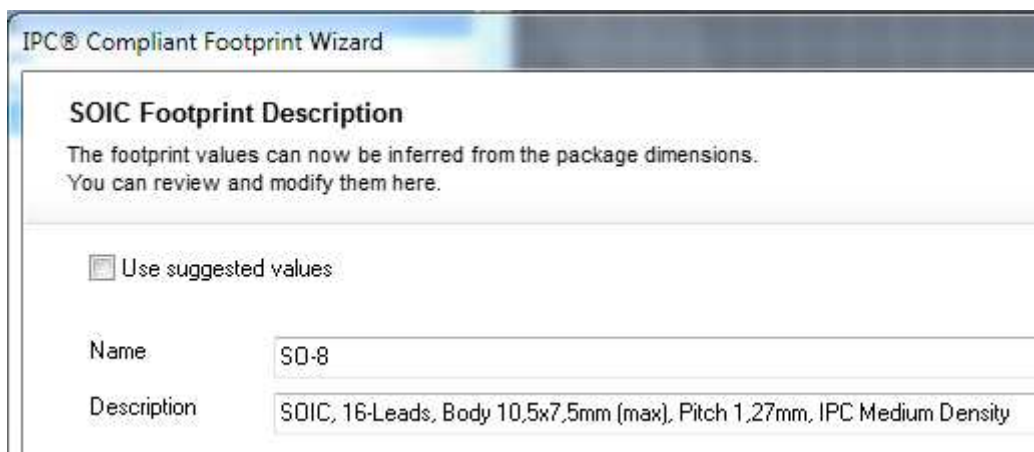 IPC® Compliant Footprint Wizard
SOIC Footprint Description
The footprint values can now be inferred from the package dimensions.
You can review and modify them here.
Use suggested values
Name
SO-8
Description
SOIC, 16-Leads, Body 10,5x7,5mm (max), Pitch 1,27mm, IPC Medium Density